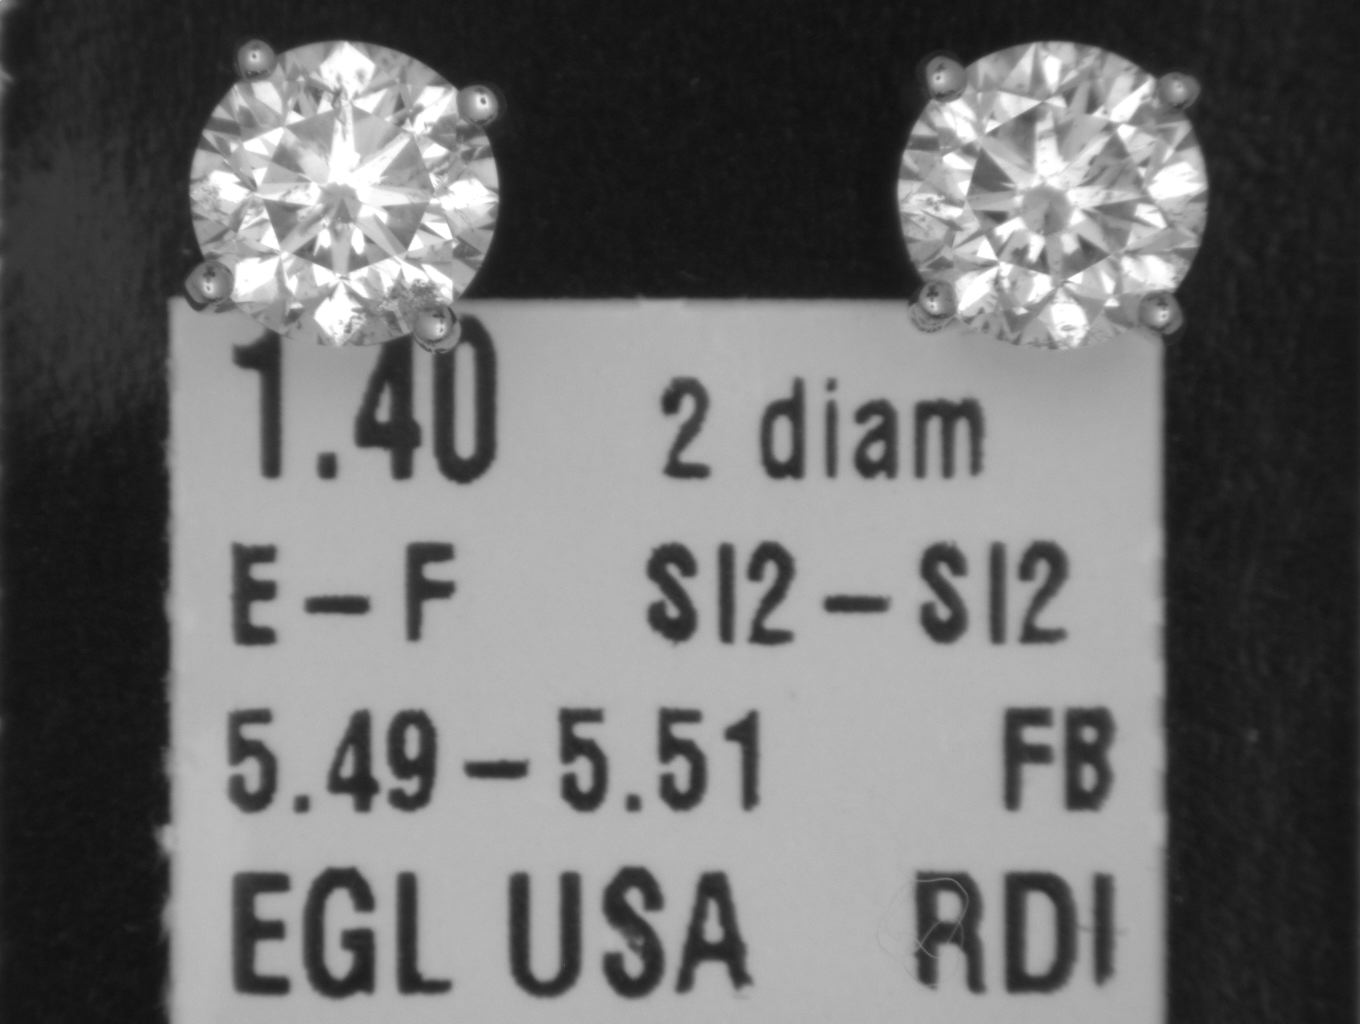 1.40 2 diam
E-F SI2-SI2
5.49-5.51 FB
EGL USA RDI